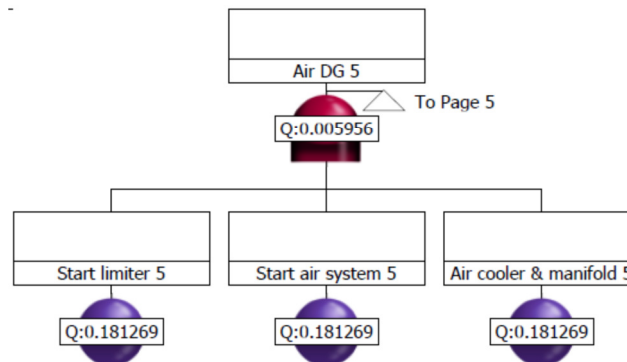 Air DG 5
To Page 5
Q:0.005956
Start limiter 5
Start air system 5
Air cooler & manifold 5
Q:0.181269
Q:0.181269
Q:0.181269